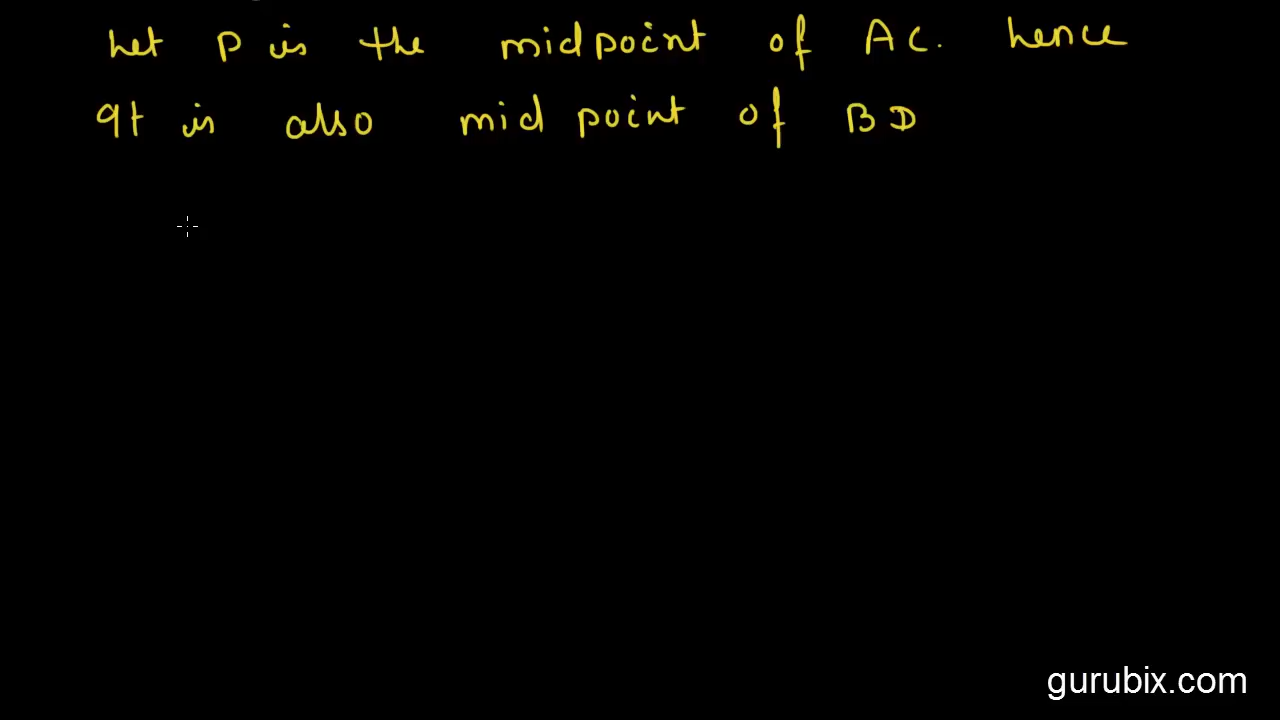 Let P is the midpoint of AC. hence
It is also mid point of BD
gurubix.com